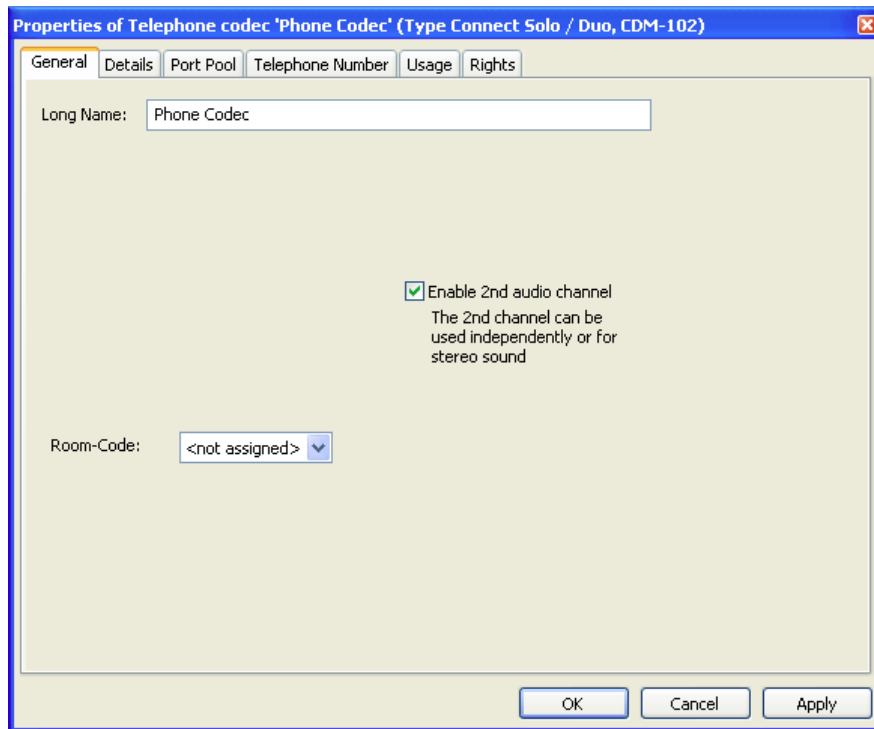 Properties of Telephone codec 'Phone Codec' (Type Connect Solo / Duo, CDM-102)
General Details Port Pool Telephone Number Usage Rights
Long Name: Phone Codec
Enable 2nd audio channel
The 2nd channel can be
used independently or for
stereo sound
Room-Code: <not assigned>
OK Cancel Apply